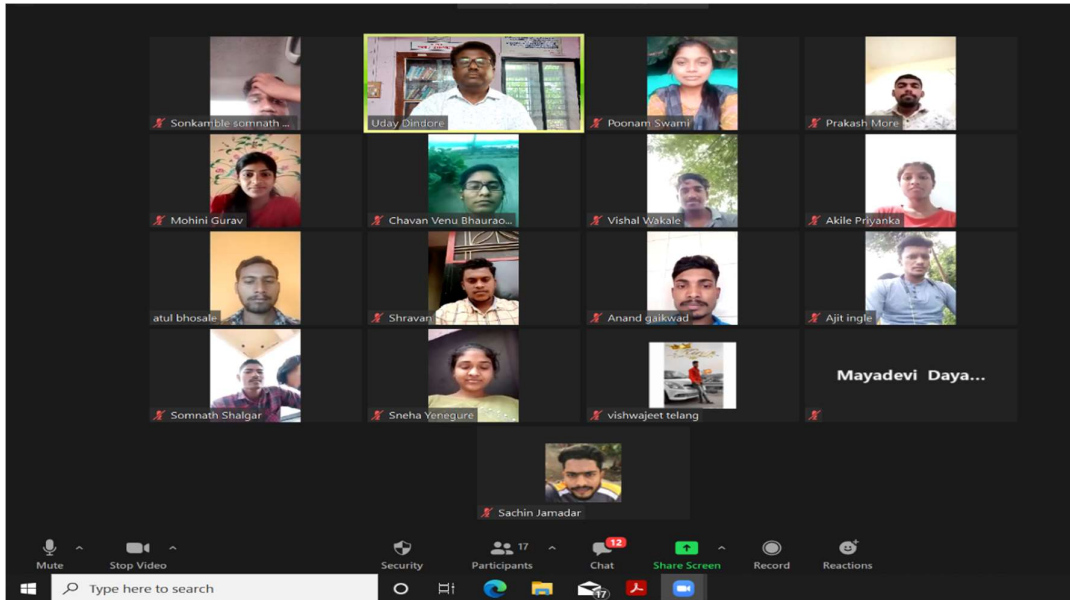 Sonkamble somnath ...
Uday Dindore
Poonam Swami
Prakash More
Mohini Gurav
Chavan Venu Bhaurao...
Vishal Wakale
Akile Priyanka
atul bhosale
Shravan
Anand gaikwad
Ajit ingle
Somnath Shalgar
Sneha Yenegure
vishwajeet telang
Mayadevi Daya...
Sachin Jamadar
17
12
Mute
Stop Video
Security
Participants
Chat
Share Screen
Record
Reactions
Type here to search
17